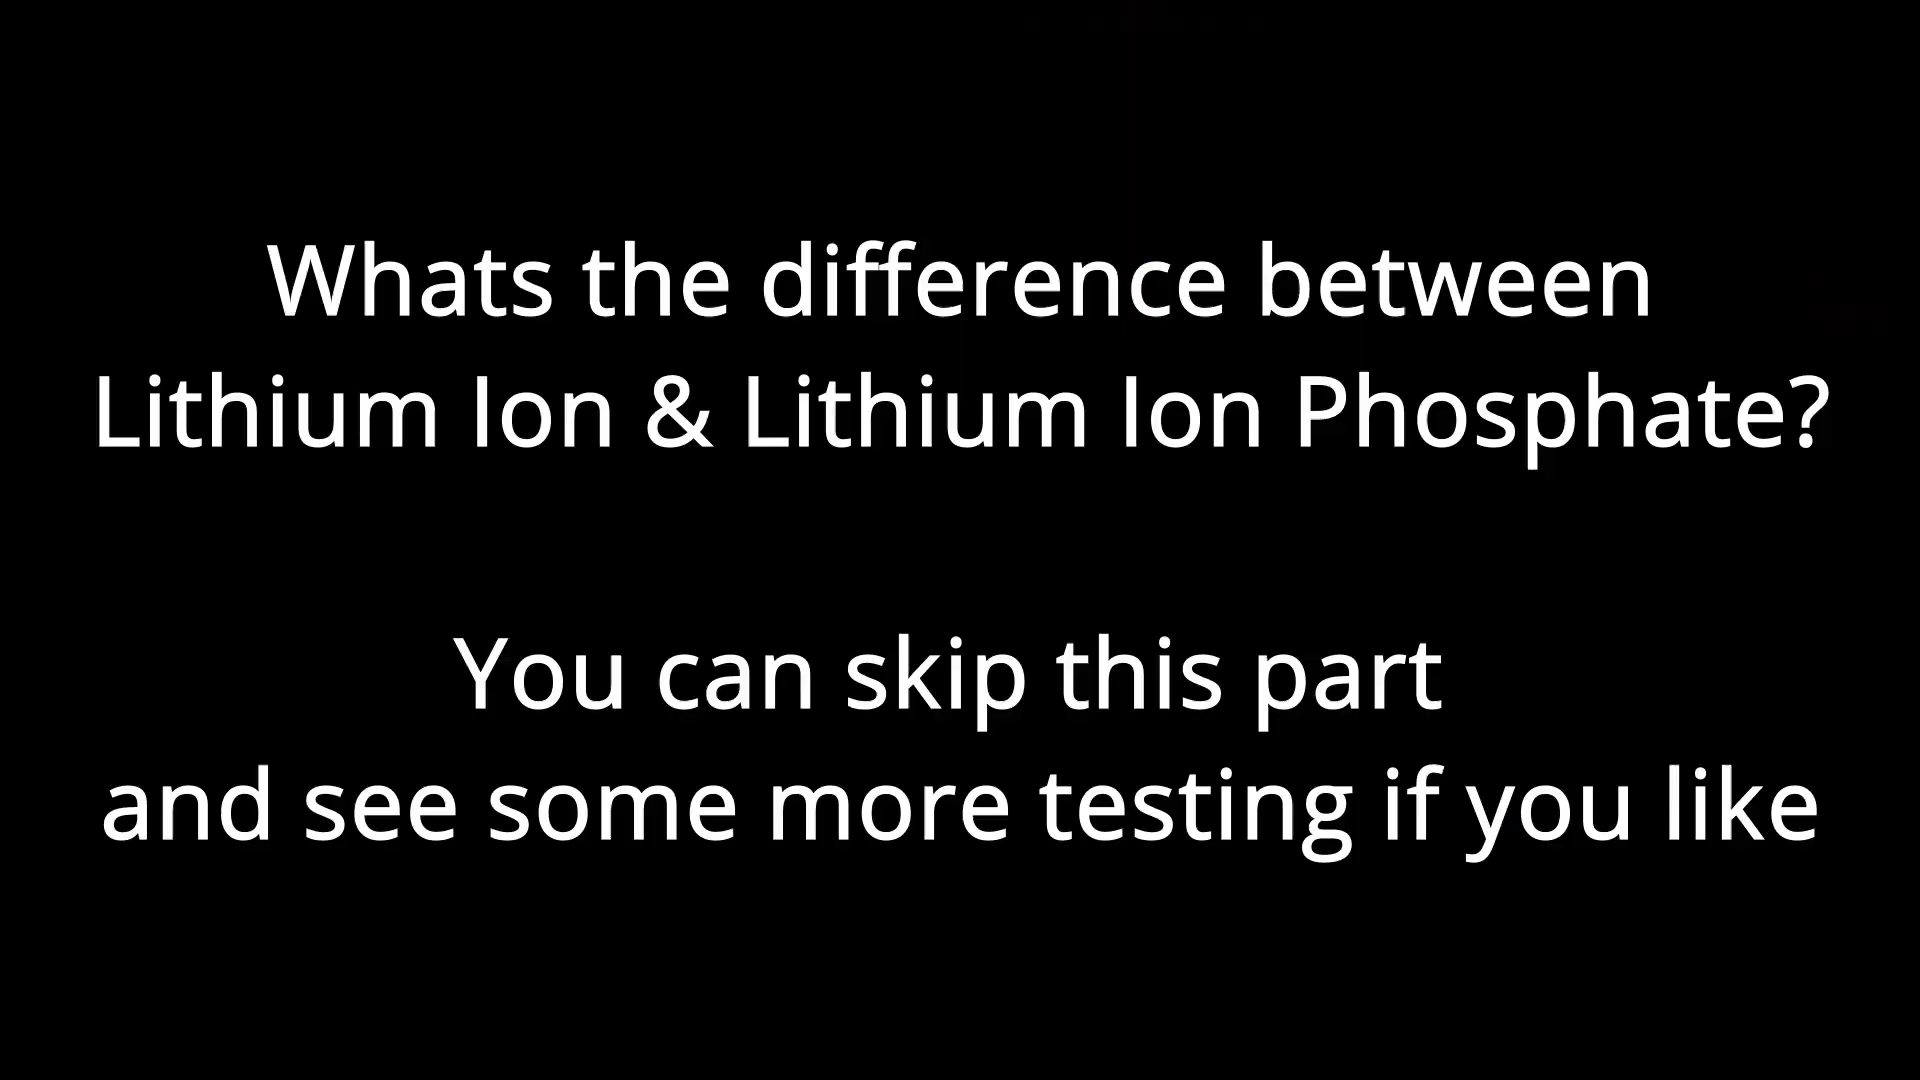 Whats the difference between
Lithium Ion & Lithium Ion Phosphate?
You can skip this part
and see some more testing if you like